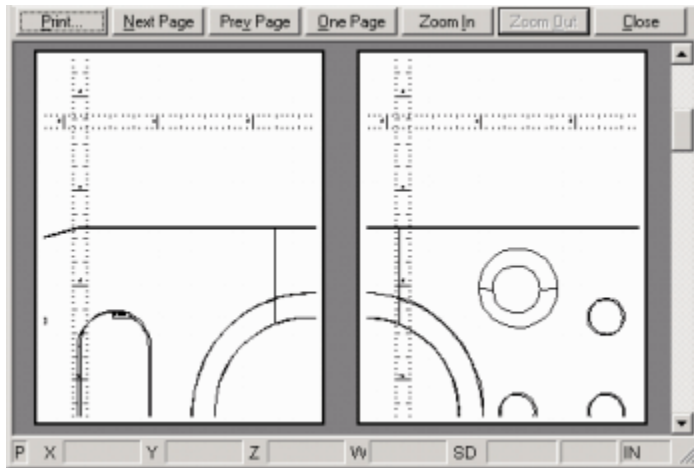 Print... Next Page Prev Page One Page Zoom In Zoom Out Close
P X Y Z W SD IN